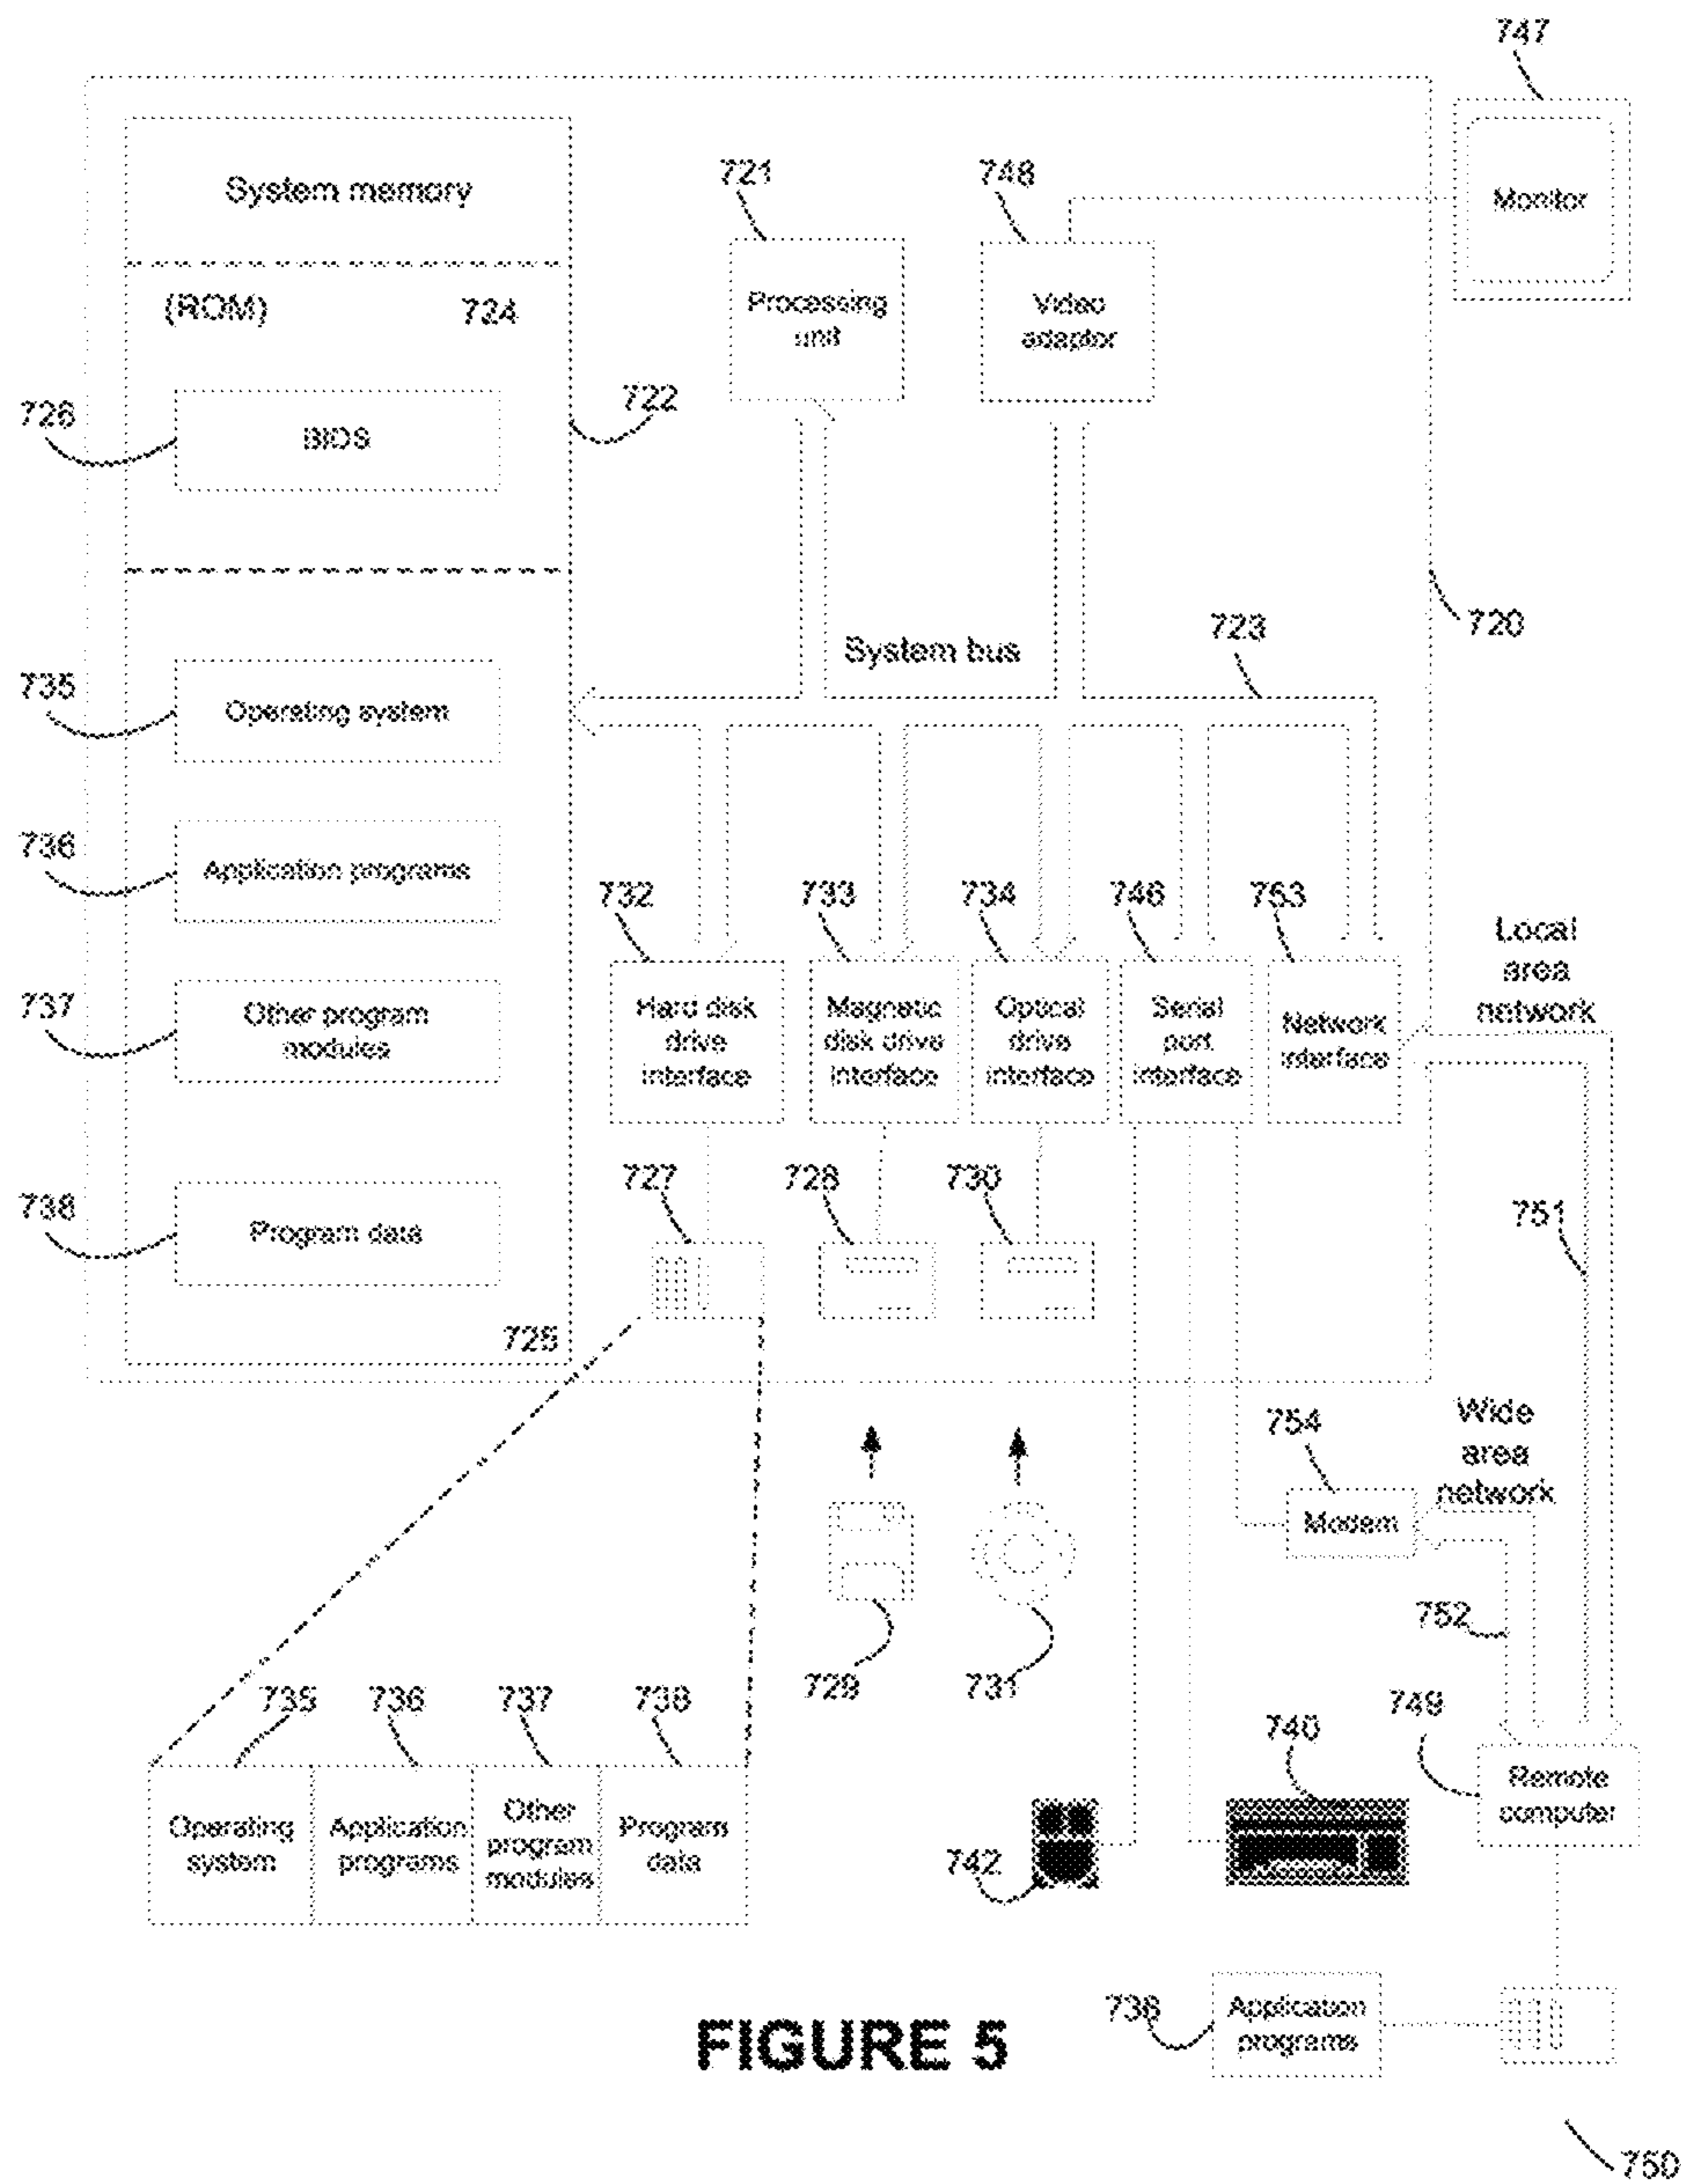 747
System memory
721
748
Monitor
(ROM)
724
Processing
unit
Video
adaptor
726
BIOS
722
System bus
723
720
735
Operating system
736
Application programs
732
733
734
746
753
Local
area
network
737
Other program
modules
Hard disk
drive
interface
Magnetic
disk drive
interface
Optical
drive
interface
Serial
port
interface
Network
interface
738
Program data
727
728
730
751
725
754
Wide
area
network
Modem
752
729
731
735
736
737
738
740
749
Operating
system
Application
programs
Other
program
modules
Program
data
742
Remote
computer
736
Application
programs
FIGURE 5
750